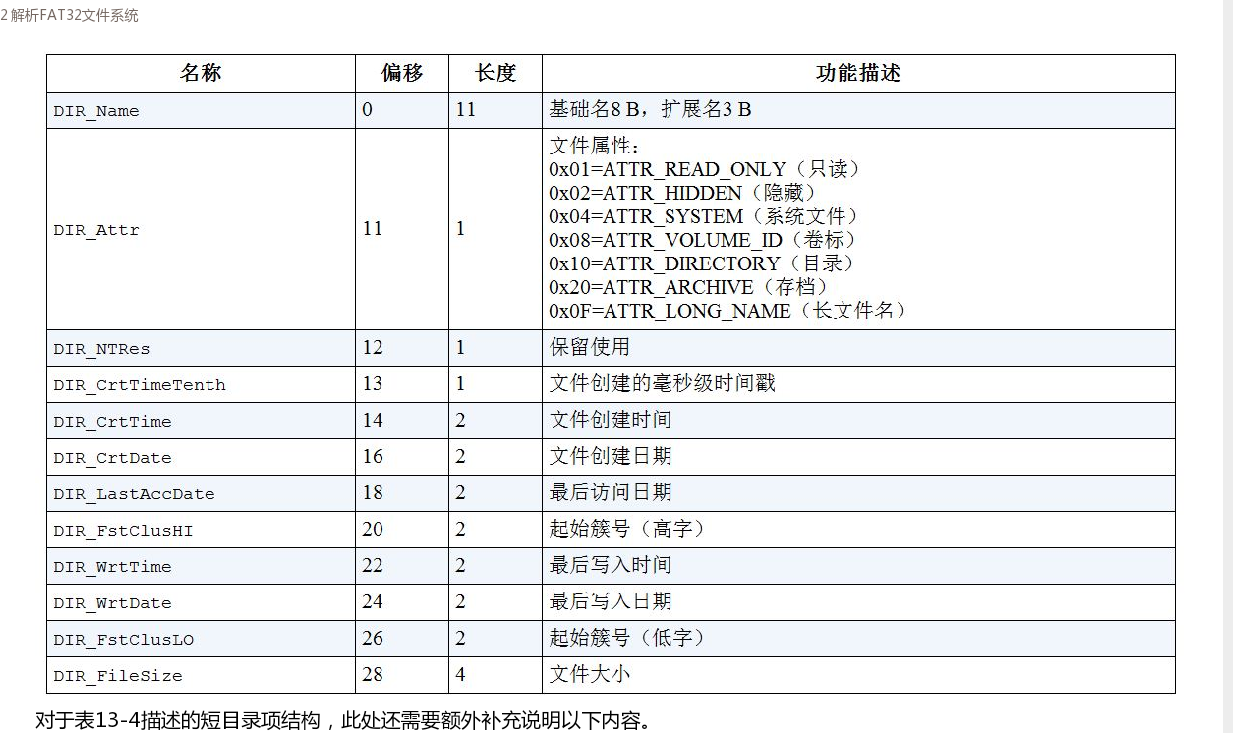 2 解析FAT32文件系统
名称 偏移 长度 功能描述
DIR_Name 0 11 基础名8 B，扩展名3 B
文件属性：
0x01=ATTR_READ_ONLY（只读）
0x02=ATTR_HIDDEN（隐藏）
0x04=ATTR_SYSTEM（系统文件）
DIR_Attr 11 1
0x08=ATTR_VOLUME_ID（卷标）
0x10=ATTR_DIRECTORY（目录）
0x20=ATTR_ARCHIVE（存档）
0x0F=ATTR_LONG_NAME（长文件名）
DIR_NTRes 12 1 保留使用
DIR_CrtTimeTenth 13 1 文件创建的毫秒级时间戳
DIR_CrtTime 14 2 文件创建时间
DIR_CrtDate 16 2 文件创建日期
DIR_LastAccDate 18 2 最后访问日期
DIR_FstClusHI 20 2 起始簇号（高字）
DIR_WrtTime 22 2 最后写入时间
DIR_WrtDate 24 2 最后写入日期
DIR_FstClusLO 26 2 起始簇号（低字）
DIR_FileSize 28 4 文件大小
对于表13-4描述的短目录项结构，此处还需要额外补充说明以下内容。